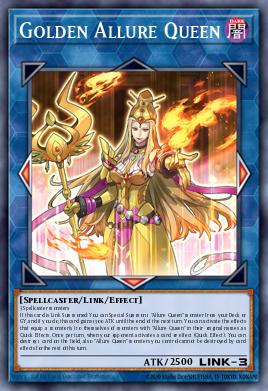 Golden Allure Queen
DARK
闇
[Spellcaster/Link/Effect]
3 Spellcaster monsters
If this card is Link Summoned: You can Special Summon 1 "Allure Queen" monster from your Deck or
GY, and if you do, this card gains
ATK until the end of the next turn. You can activate the effects
that equip a monster(s) to themselves of monsters with "Allure Queen" in their original names as
Quick Effects. Once per turn, when your opponent activates a card or effect (Quick Effect): You can
destroy 1 card on the field, also "Allure Queen" monsters you control cannot be destroyed by card
effects for the rest of this turn.
ATK/2500 LINK-3